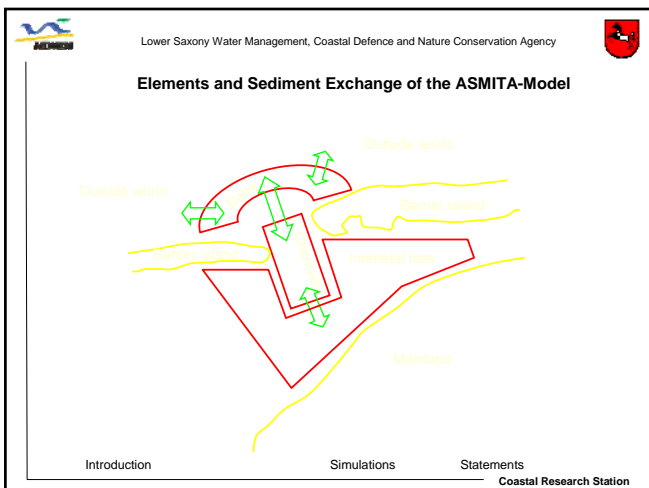 Lower Saxony Water Management, Coastal Defence and Nature Conservation Agency
Elements and Sediment Exchange of the ASMITA-Model
Outside world
Outside world
Barrier island
Intertidal flats
Mainland
Introduction
Simulations
Statements
Coastal Research Station